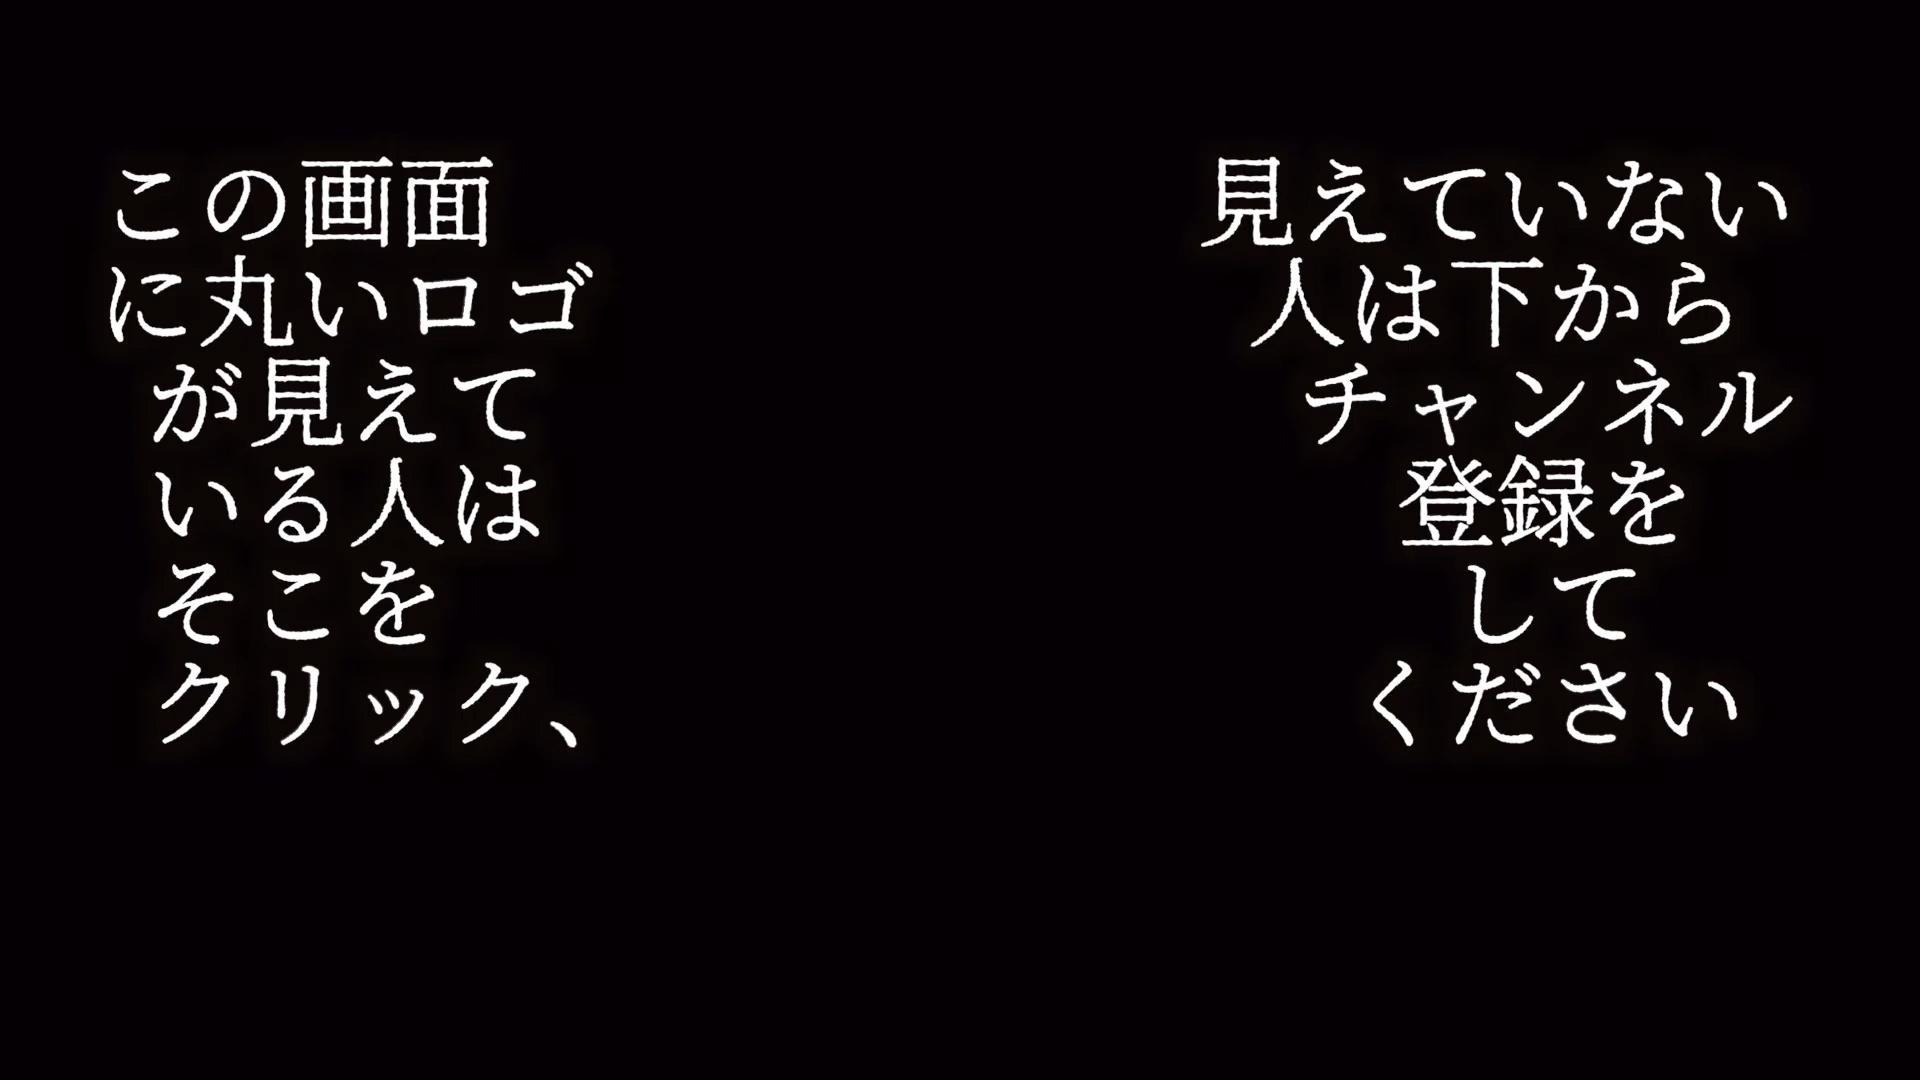 この画面
に丸いロゴ
が見えて
いる人は
そこを
クリック、
見えていない
人は下から
チャンネル
登録を
して
ください